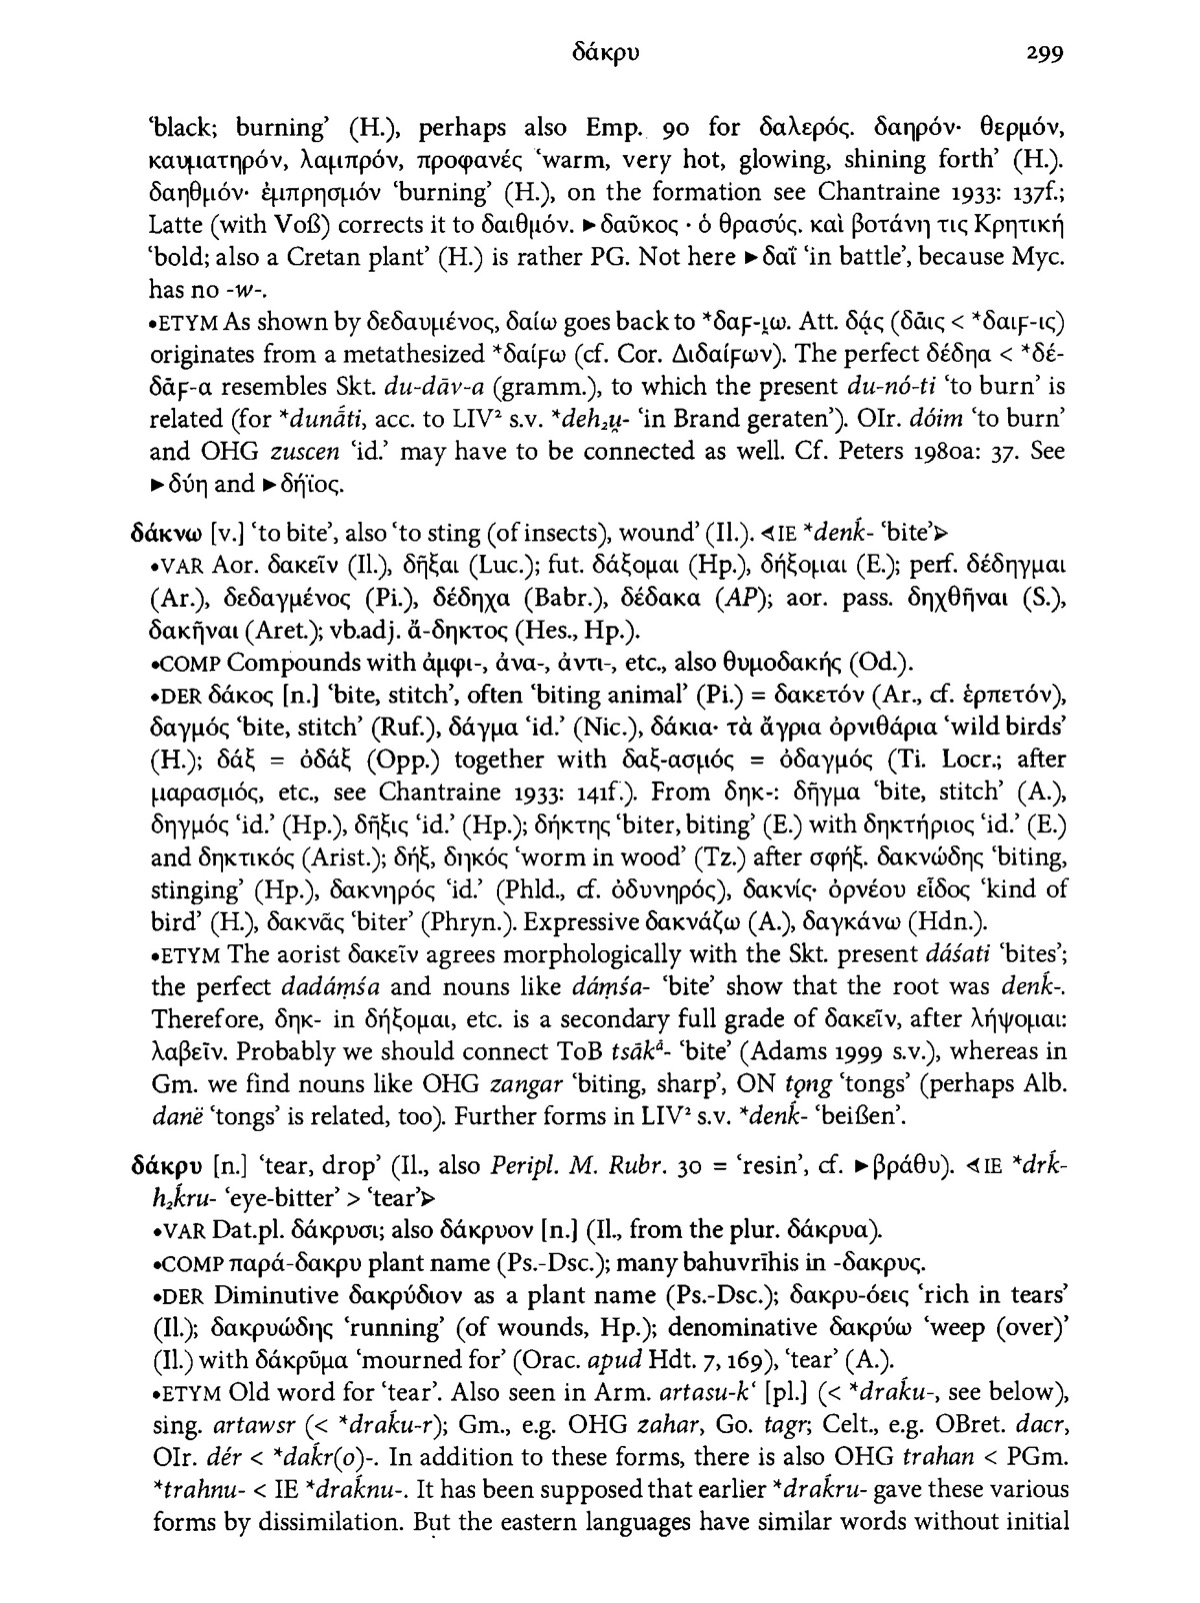 δάκρυ 299
‘black; burning’ (H.), perhaps also Emp. 90 for δαλερός. δαηρόν· θερμόν,
καυματηρόν, λαμπρόν, προφανές ‘warm, very hot, glowing, shining forth’ (H.).
δαηθμόν· ἐμπρησμόν ‘burning’ (H.), on the formation see Chantraine 1933: 137f.;
Latte (with Voß) corrects it to δαιθμόν. ►δαῦκος · ὁ θρασύς. καὶ βοτάνη τις Κρητική
‘bold; also a Cretan plant’ (H.) is rather PG. Not here ►δαΐ ‘in battle’, because Myc.
has no -w-.
•ETYM As shown by δεδαυμένος, δαίω goes back to *δαϝ-ι̯ω. Att. δᾴς (δᾶις < *δαιϝ-ις)
originates from a metathesized *δαίϝω (cf. Cor. Διδαίϝων). The perfect δέδηα < *δέ-
δᾱϝ-α resembles Skt. du-dāv-a (gramm.), to which the present du-nó-ti ‘to burn’ is
related (for *dunā́ti, acc. to LIV² s.v. *deh₂u̯- ‘in Brand geraten’). OIr. dóim ‘to burn’
and OHG zuscen ‘id.’ may have to be connected as well. Cf. Peters 1980a: 37. See
►δύη and ►δήϊος.
δάκνω [v.] ‘to bite’, also ‘to sting (of insects), wound’ (Il.). ⋖IE *denḱ- ‘bite’⋗
•VAR Aor. δακεῖν (Il.), δῆξαι (Luc.); fut. δάξομαι (Hp.), δήξομαι (E.); perf. δέδηγμαι
(Ar.), δεδαγμένος (Pi.), δέδηχα (Babr.), δέδακα (AP); aor. pass. δηχθῆναι (S.),
δακῆναι (Aret.); vb.adj. ἄ-δηκτος (Hes., Hp.).
•COMP Compounds with ἀμφι-, ἀνα-, ἀντι-, etc., also θυμοδακής (Od.).
•DER δάκος [n.] ‘bite, stitch’, often ‘biting animal’ (Pi.) = δακετόν (Ar., cf. ἑρπετόν),
δαγμός ‘bite, stitch’ (Ruf.), δάγμα ‘id.’ (Nic.), δάκια· τὰ ἄγρια ὀρνιθάρια ‘wild birds’
(H.); δάξ = ὀδάξ (Opp.) together with δαξ-ασμός = ὀδαγμός (Ti. Locr.; after
μαρασμός, etc., see Chantraine 1933: 141f.). From δηκ-: δῆγμα ‘bite, stitch’ (A.),
δηγμός ‘id.’ (Hp.), δῆξις ‘id.’ (Hp.); δήκτης ‘biter, biting’ (E.) with δηκτήριος ‘id.’ (E.)
and δηκτικός (Arist.); δήξ, δηκός ‘worm in wood’ (Tz.) after σφήξ. δακνώδης ‘biting,
stinging’ (Hp.), δακνηρός ‘id.’ (Phld., cf. ὀδυνηρός), δακνίς· ὀρνέου εἶδος ‘kind of
bird’ (H.), δακνᾶς ‘biter’ (Phryn.). Expressive δακνάζω (A.), δαγκάνω (Hdn.).
•ETYM The aorist δακεῖν agrees morphologically with the Skt. present dáśati ‘bites’;
the perfect dadáṃśa and nouns like dáṃśa- ‘bite’ show that the root was denḱ-.
Therefore, δηκ- in δήξομαι, etc. is a secondary full grade of δακεῖν, after λήψομαι:
λαβεῖν. Probably we should connect ToB tsākᵃ- ‘bite’ (Adams 1999 s.v.), whereas in
Gm. we find nouns like OHG zangar ‘biting, sharp’, ON tǫng ‘tongs’ (perhaps Alb.
danë ‘tongs’ is related, too). Further forms in LIV² s.v. *denḱ- ‘beißen’.
δάκρυ [n.] ‘tear, drop’ (Il., also Peripl. M. Rubr. 30 = ‘resin’, cf. ►βράθυ). ⋖IE *drḱ-
h₂ḱru- ‘eye-bitter’ > ‘tear’⋗
•VAR Dat.pl. δάκρυσι; also δάκρυον [n.] (Il., from the plur. δάκρυα).
•COMP παρά-δακρυ plant name (Ps.-Dsc.); many bahuvrīhis in -δακρυς.
•DER Diminutive δακρύδιον as a plant name (Ps.-Dsc.); δακρυ-όεις ‘rich in tears’
(Il.); δακρυώδης ‘running’ (of wounds, Hp.); denominative δακρύω ‘weep (over)’
(Il.) with δάκρῡμα ‘mourned for’ (Orac. apud Hdt. 7, 169), ‘tear’ (A.).
•ETYM Old word for ‘tear’. Also seen in Arm. artasu-kʻ [pl.] (< *draḱu-, see below),
sing. artawsr (< *draḱu-r); Gm., e.g. OHG zahar, Go. tagr; Celt., e.g. OBret. dacr,
OIr. dér < *daḱr(o)-. In addition to these forms, there is also OHG trahan < PGm.
*trahnu- < IE *draḱnu-. It has been supposed that earlier *draḱru- gave these various
forms by dissimilation. But the eastern languages have similar words without initial